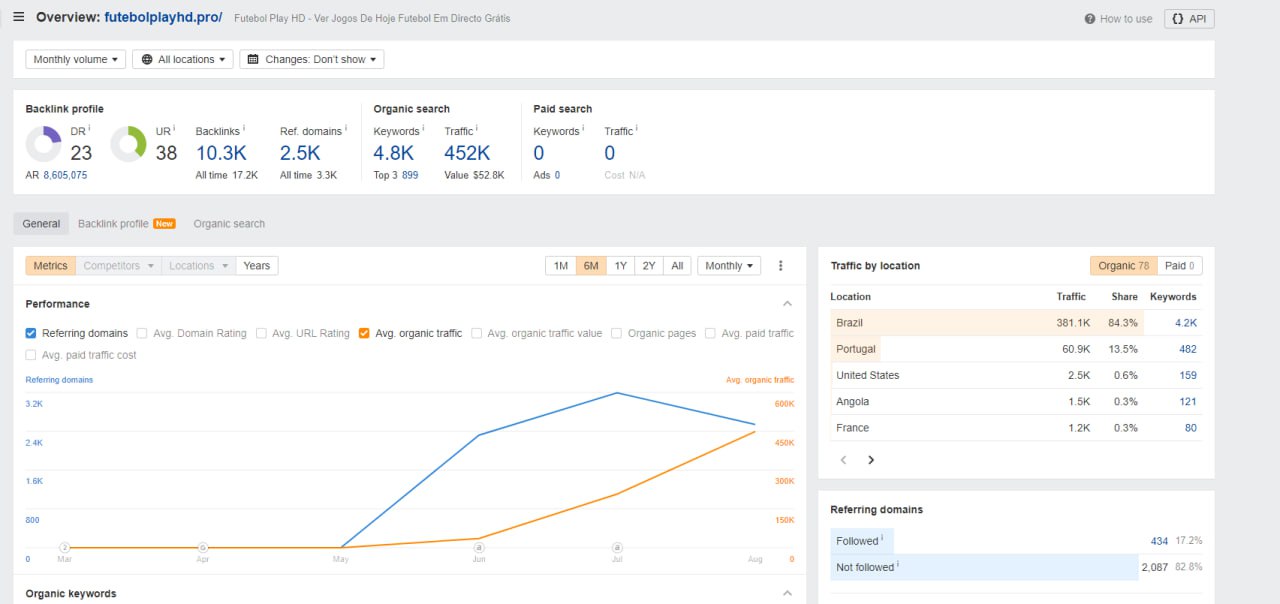 Overview: futebolplayhd.pro/ Futebol Play HD - Ver Jogos De Hoje Futebol Em Directo Grátis How to use API
Monthly volume All locations Changes: Don't show
Backlink profile Organic search Paid search
DR UR Backlinks Ref. domains Keywords Traffic Keywords Traffic
23 38 10.3K 2.5K 4.8K 452K 0 0
AR 8,605,075 All time 17.2K All time 3.3K Top 3 899 Value $52.8K Ads 0 Cost N/A
General Backlink profile New Organic search
Metrics Competitors Locations Years 1M 6M 1Y 2Y All Monthly
Performance
Referring domains Avg. Domain Rating Avg. URL Rating Avg. organic traffic Avg. organic traffic value Organic pages Avg. paid traffic
Avg. paid traffic cost
Referring domains Avg. organic traffic
3.2K 600K
2.4K 450K
1.6K 300K
800 150K
0 Mar Apr May Jun Jul Aug 0
Organic keywords
Traffic by location Organic 78 Paid 0
Location Traffic Share Keywords
Brazil 381.1K 84.3% 4.2K
Portugal 60.9K 13.5% 482
United States 2.5K 0.6% 159
Angola 1.5K 0.3% 121
France 1.2K 0.3% 80
Referring domains
Followed 434 17.2%
Not followed 2,087 82.8%